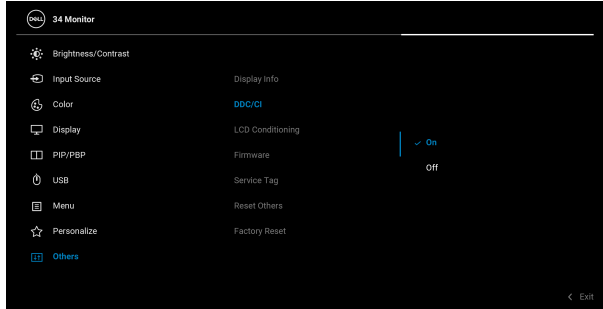 DELL 34 Monitor
Brightness/Contrast
Input Source
Color
Display
PIP/PBP
USB
Menu
Personalize
Others
Display Info
DDC/CI
LCD Conditioning
Firmware
Service Tag
Reset Others
Factory Reset
On
Off
Exit